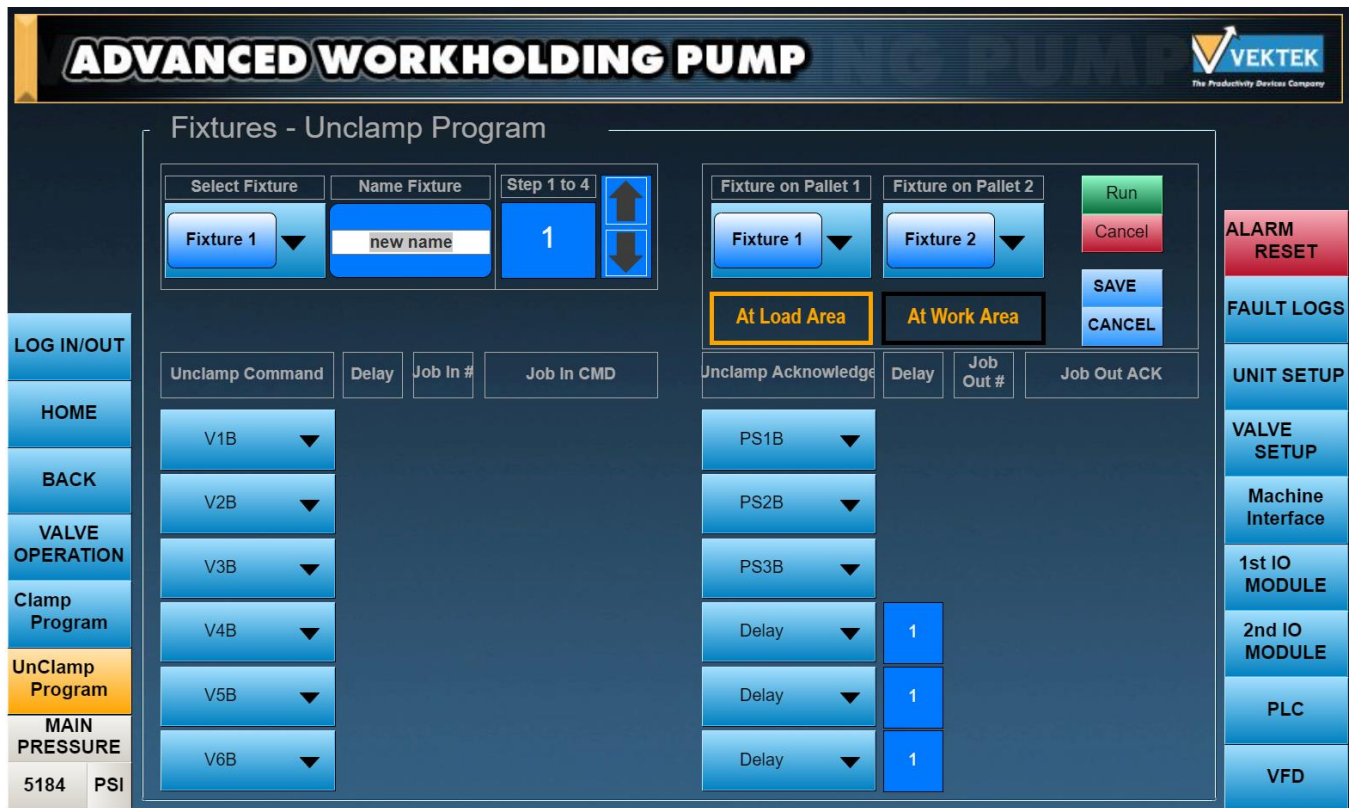 ADVANCED WORKHOLDING PUMP
VEKTEK
The Productivity Devices Company
Fixtures - Unclamp Program
Select Fixture
Name Fixture
Step 1 to 4
Fixture 1
new name
1
Fixture on Pallet 1
Fixture on Pallet 2
Fixture 1
Fixture 2
Run
Cancel
At Load Area
At Work Area
SAVE
CANCEL
Unclamp Command
Delay
Job In #
Job In CMD
Unclamp Acknowledge
Delay
Job
Out #
Job Out ACK
V1B
PS1B
V2B
PS2B
V3B
PS3B
V4B
Delay
1
V5B
Delay
1
V6B
Delay
1
LOG IN/OUT
HOME
BACK
VALVE
OPERATION
Clamp
Program
UnClamp
Program
MAIN
PRESSURE
5184 PSI
ALARM
RESET
FAULT LOGS
UNIT SETUP
VALVE
SETUP
Machine
Interface
1st IO
MODULE
2nd IO
MODULE
PLC
VFD